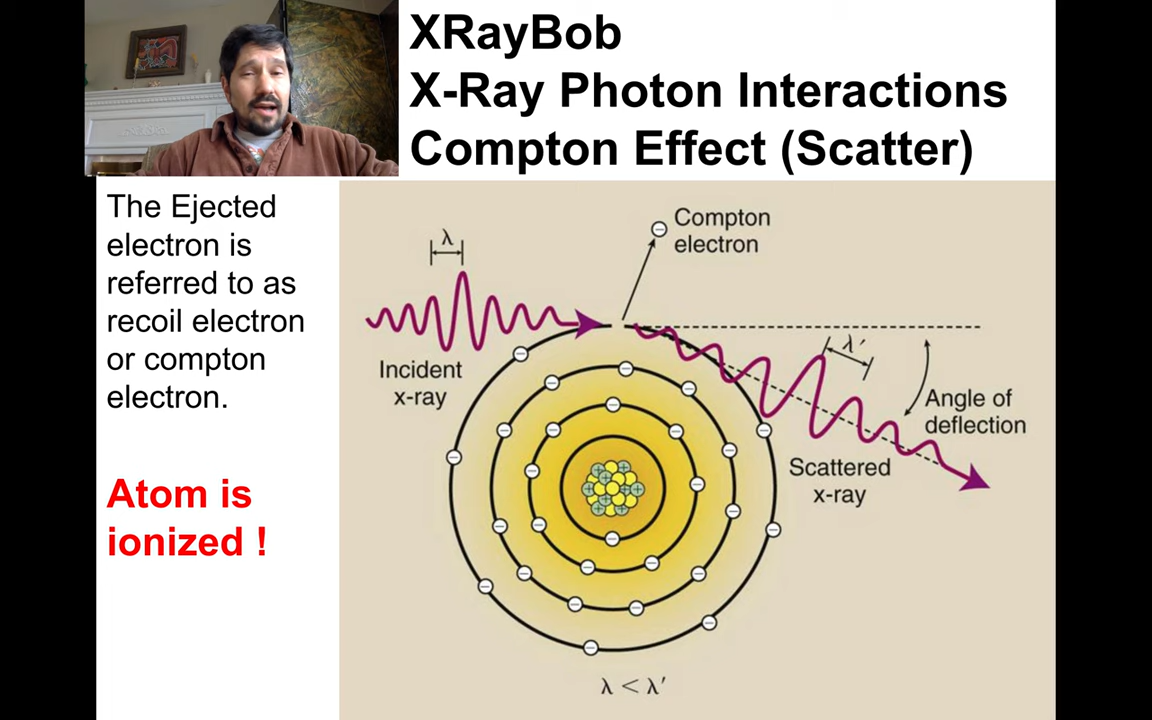 XRayBob
X-Ray Photon Interactions
Compton Effect (Scatter)
The Ejected
electron is
referred to as
recoil electron
or compton
electron.
Atom is
ionized !
Compton
electron
λ
Incident
x-ray
λ′
Angle of
deflection
Scattered
x-ray
λ < λ′